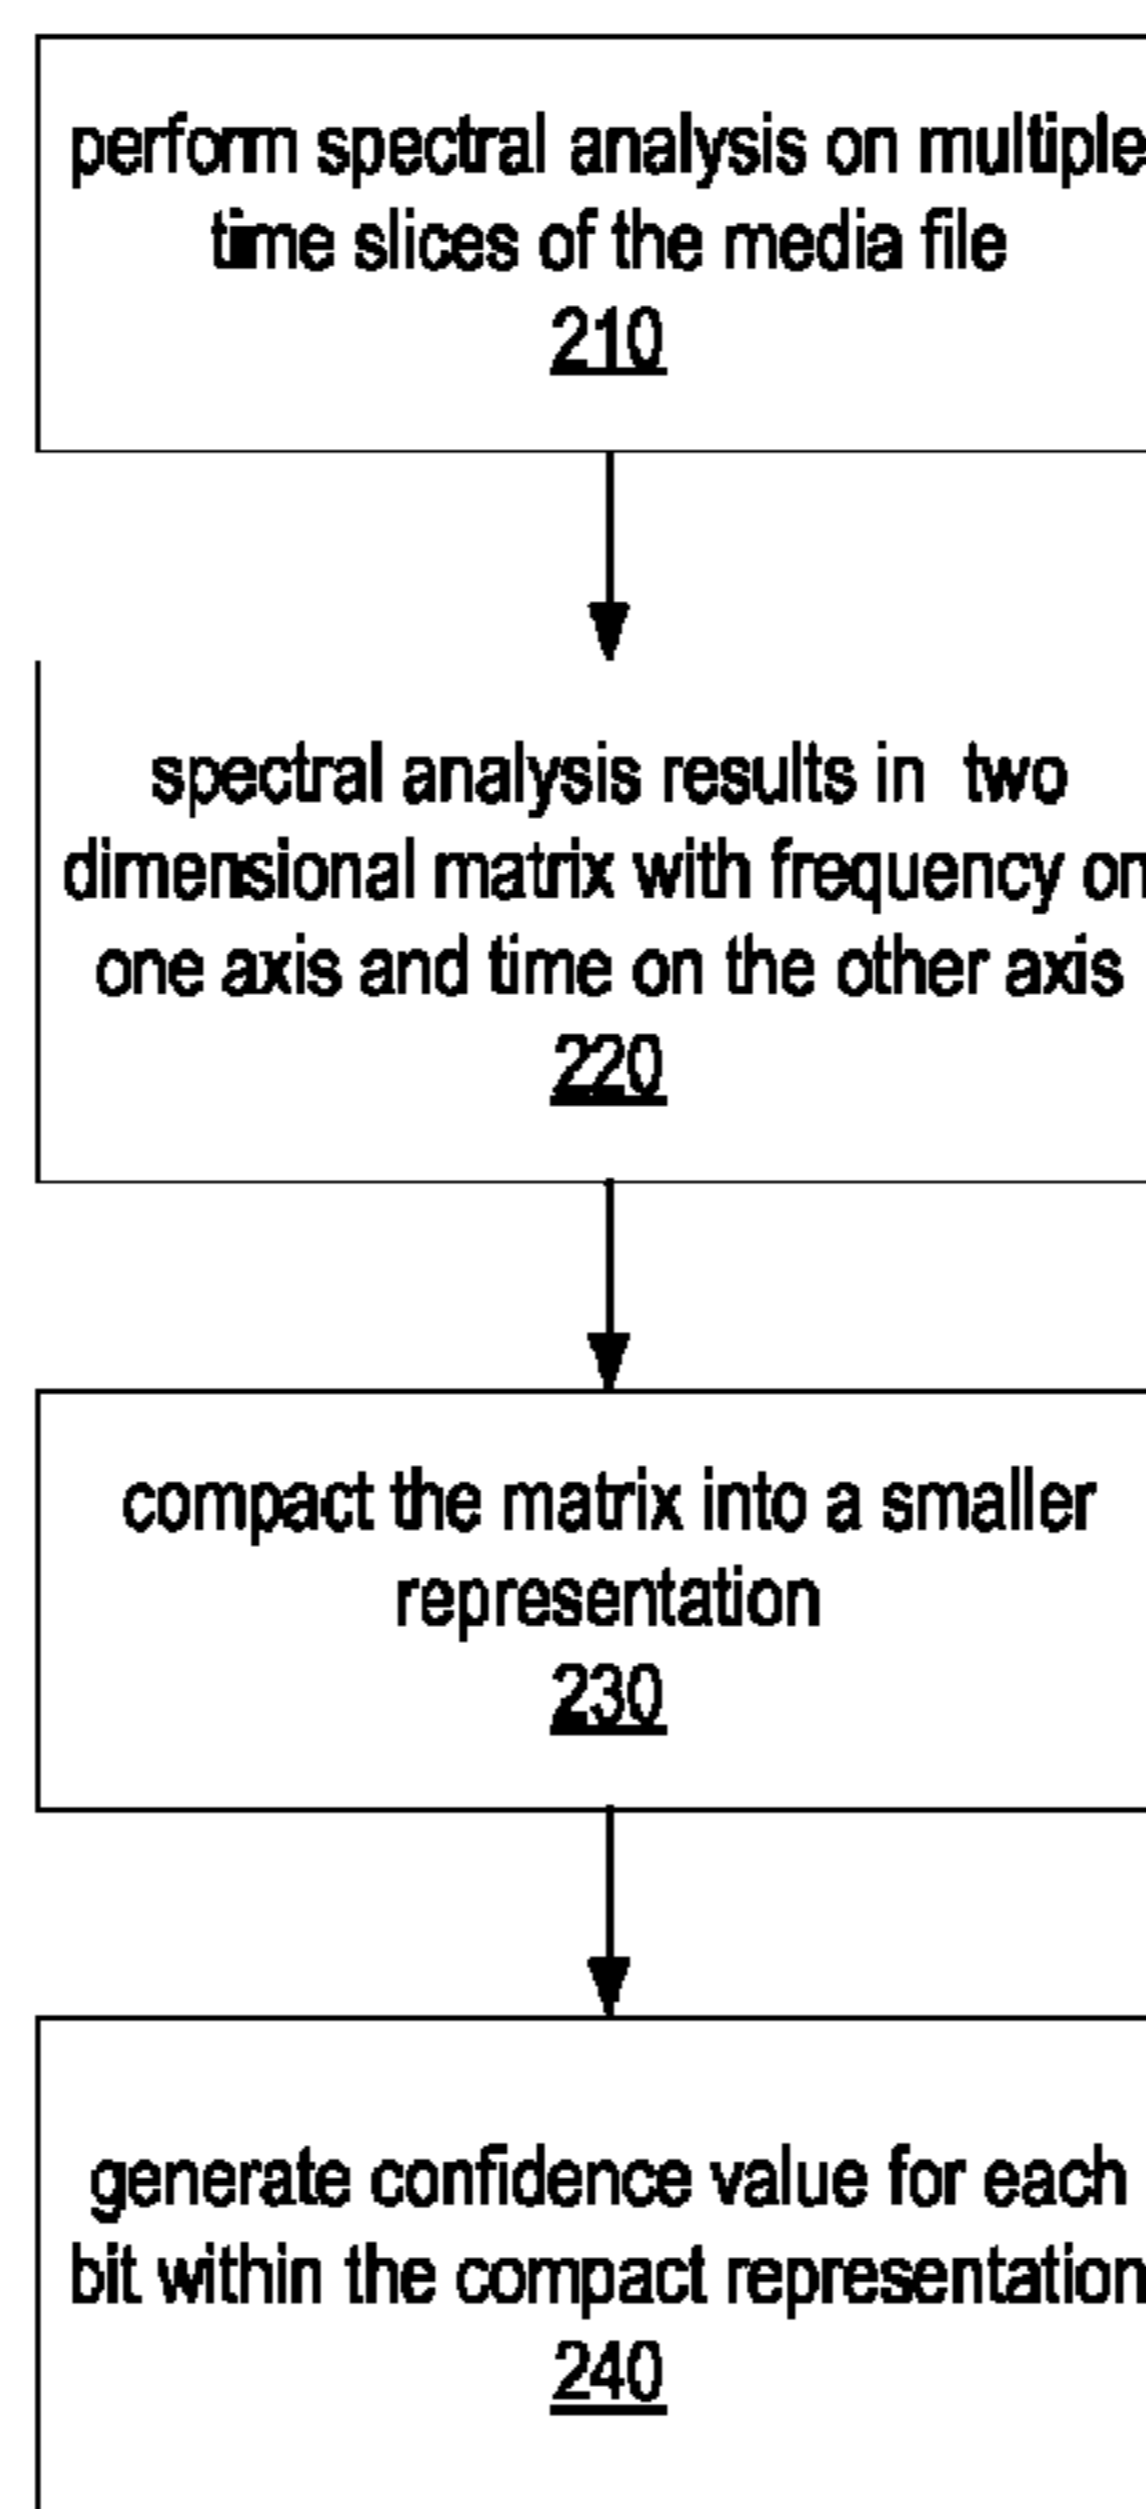 perform spectral analysis on multiple
time slices of the media file
210
spectral analysis results in two
dimensional matrix with frequency on
one axis and time on the other axis
220
compact the matrix into a smaller
representation
230
generate confidence value for each
bit within the compact representation
240